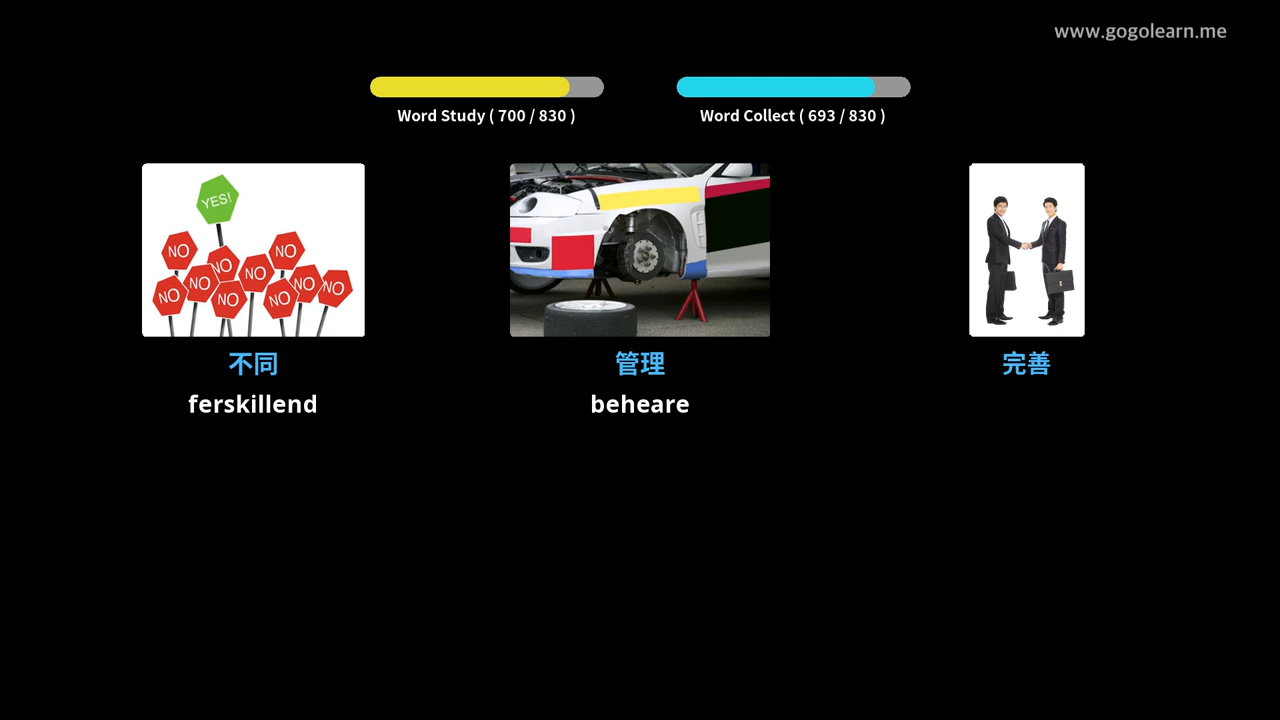 www.gogolearn.me
Word Study ( 700 / 830 )
Word Collect ( 693 / 830 )
YES!
NO
NO
NO
NO
NO
NO
NO
NO
NO
NO
不同
管理
完善
ferskillend
beheare